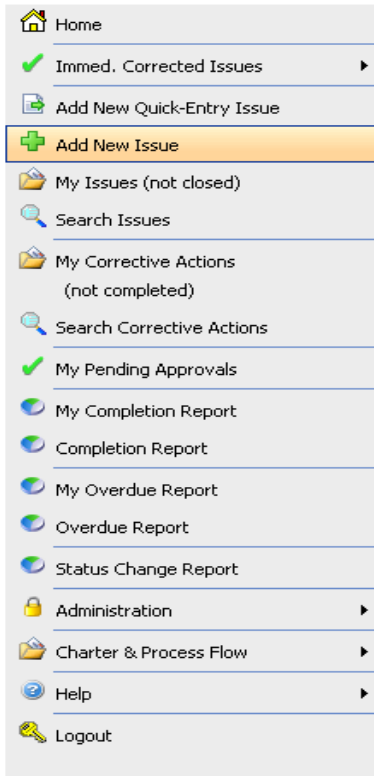 Home
Immed. Corrected Issues
Add New Quick-Entry Issue
Add New Issue
My Issues (not closed)
Search Issues
My Corrective Actions
(not completed)
Search Corrective Actions
My Pending Approvals
My Completion Report
Completion Report
My Overdue Report
Overdue Report
Status Change Report
Administration
Charter & Process Flow
Help
Logout